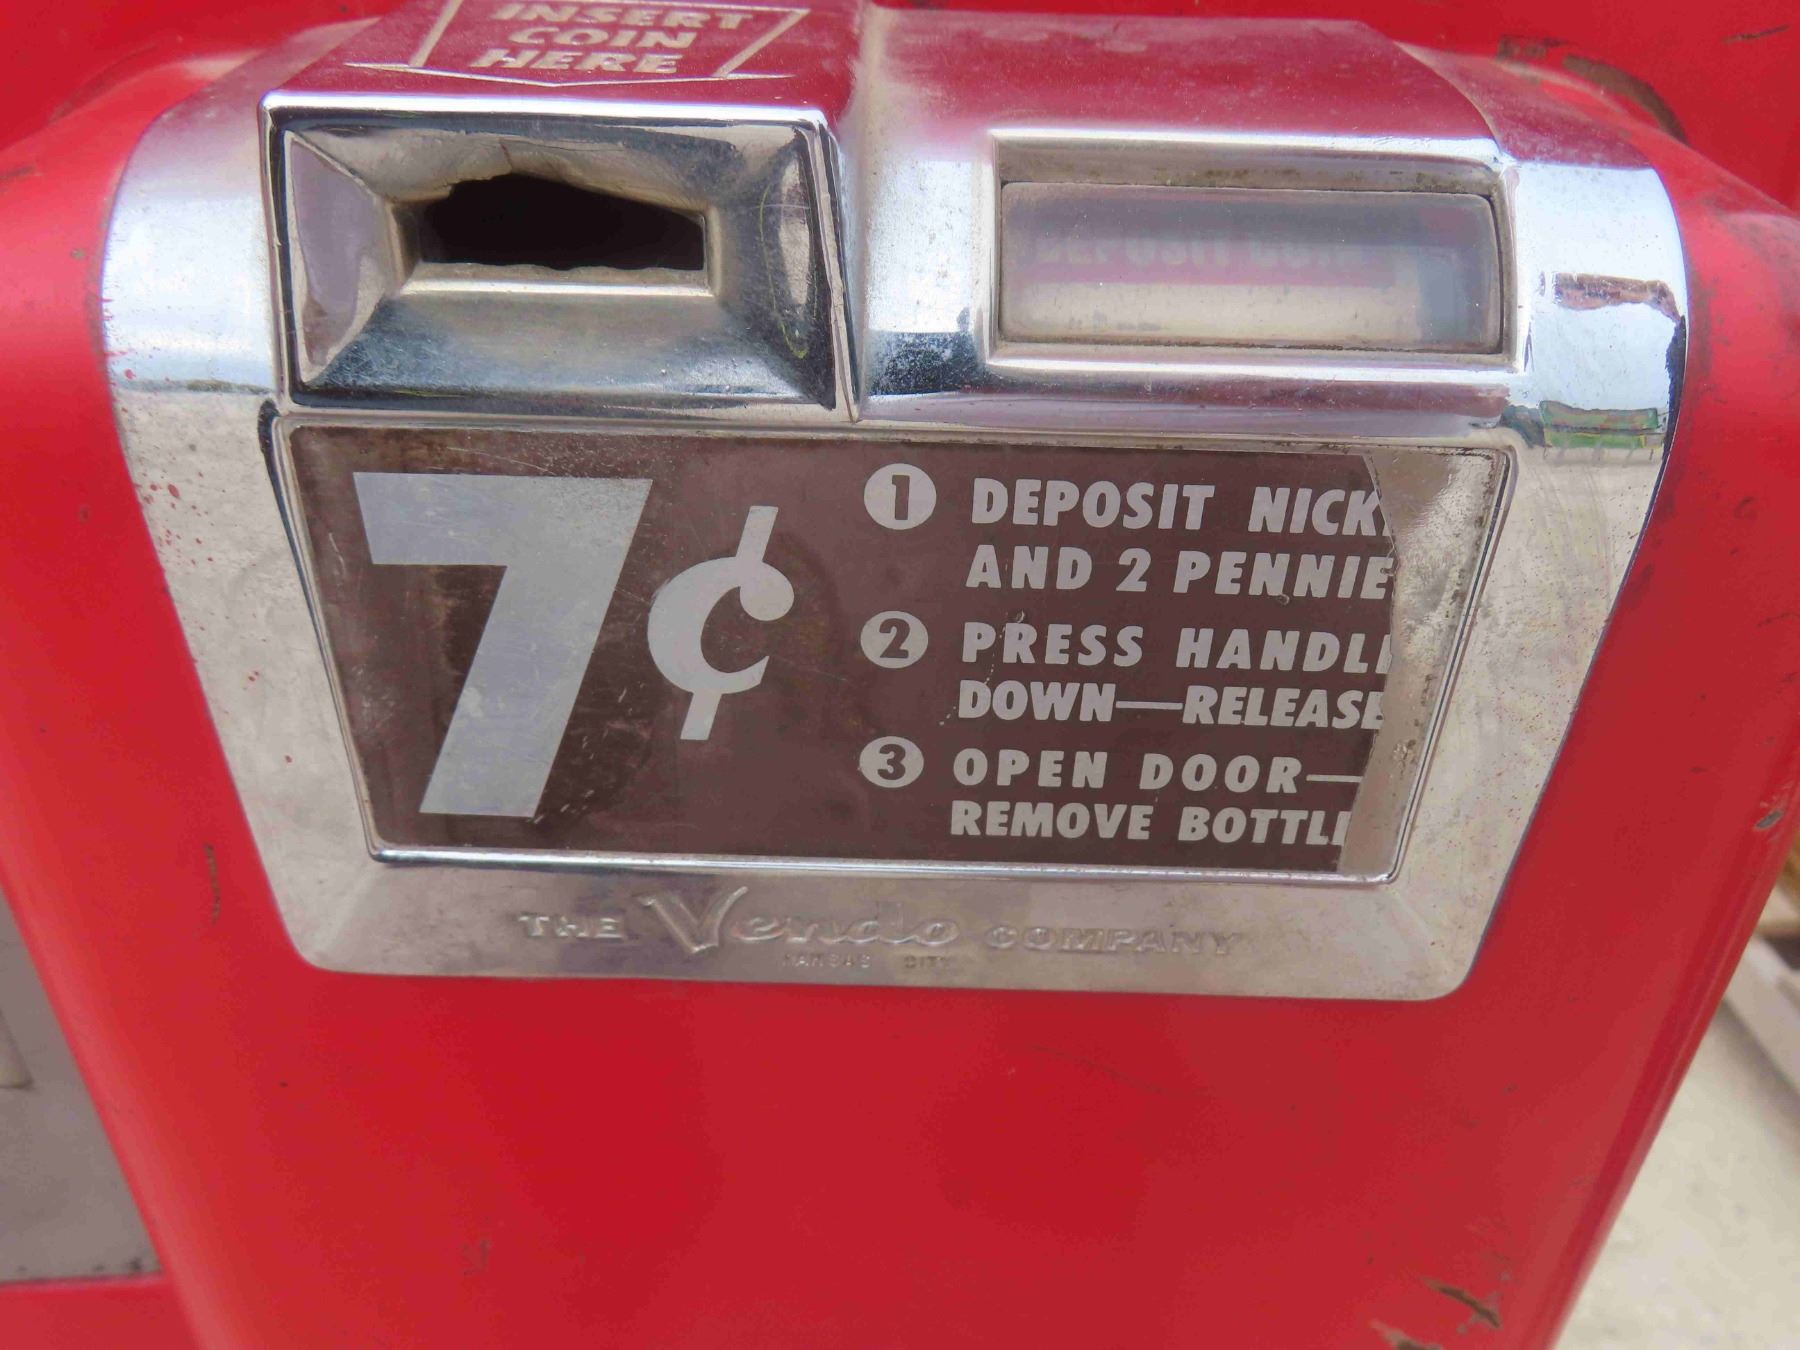 INSERT
COIN
HERE
DEPOSIT
7¢
1 DEPOSIT NICK
AND 2 PENNIE
2 PRESS HANDL
DOWN—RELEASE
3 OPEN DOOR—
REMOVE BOTTL
THE Vendo COMPANY
KANSAS CITY